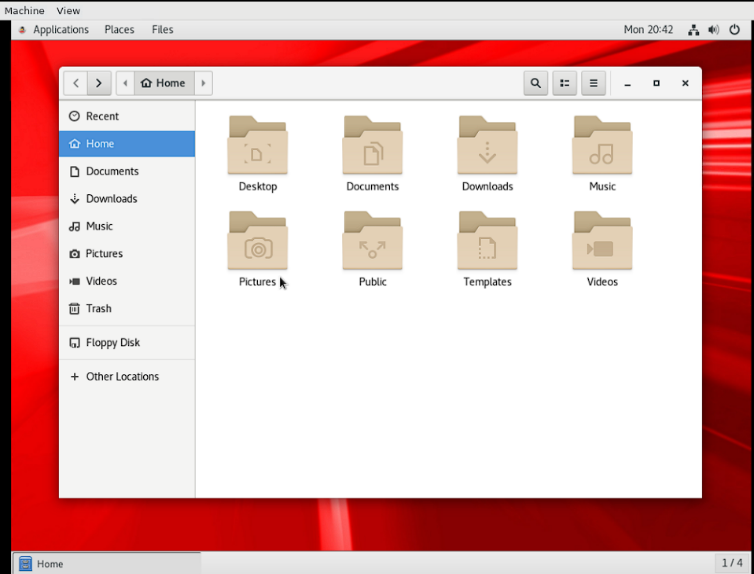 Machine View
Applications Places Files Mon 20:42
Home
Recent
Home
Documents
Downloads
Music
Pictures
Videos
Trash
Floppy Disk
Other Locations
Desktop Documents Downloads Music
Pictures Public Templates Videos
Home 1 / 4